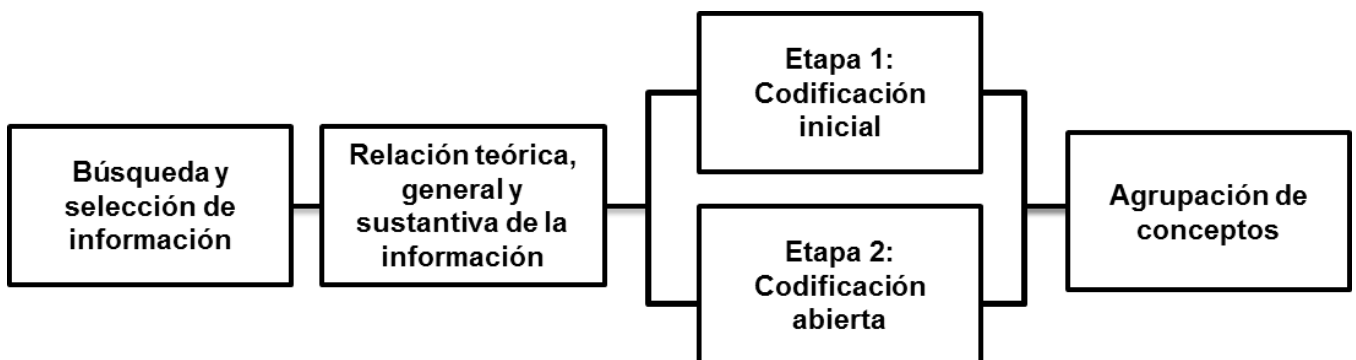 Búsqueda y
selección de
información
Relación teórica,
general y
sustantiva de la
información
Etapa 1:
Codificación
inicial
Etapa 2:
Codificación
abierta
Agrupación de
conceptos